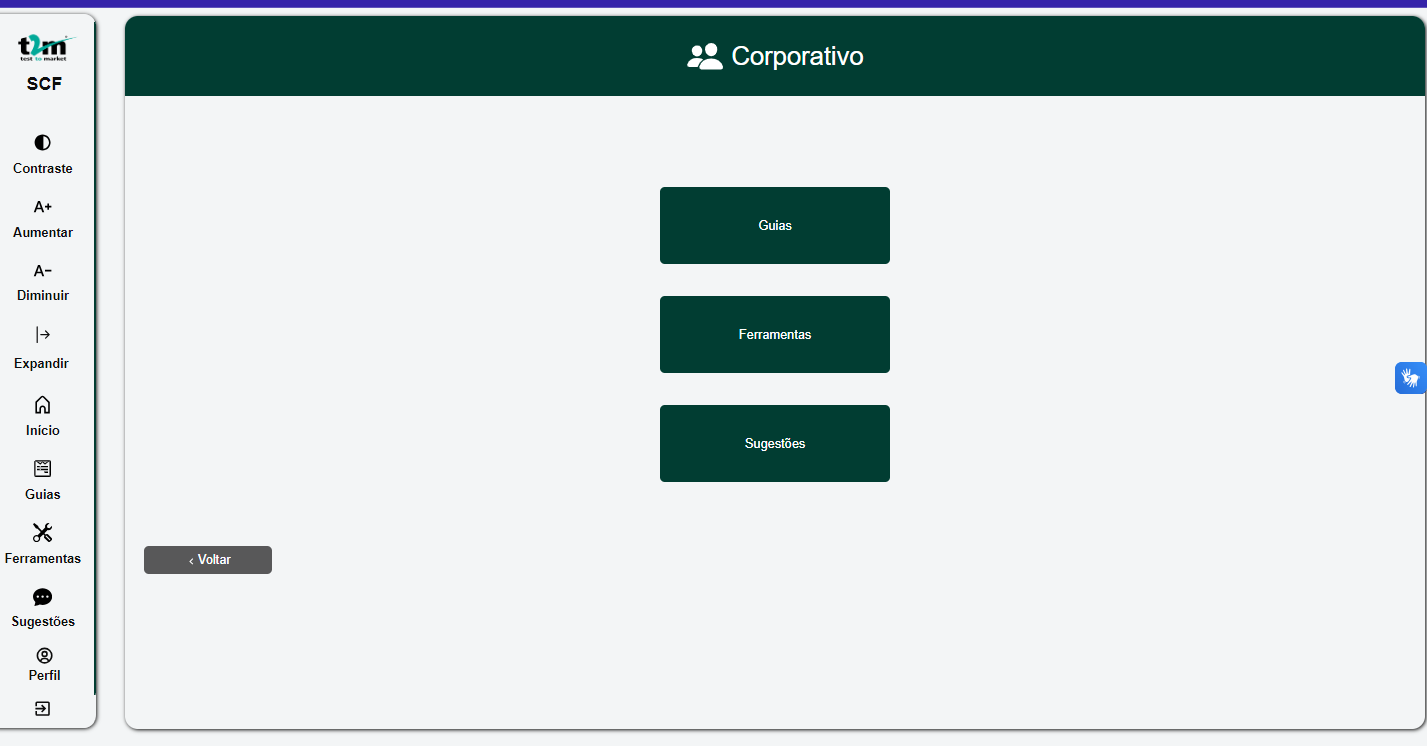 t2m
test to market
SCF
Contraste
A+
Aumentar
A-
Diminuir
Expandir
Início
Guias
Ferramentas
Sugestões
Perfil
Corporativo
Guias
Ferramentas
Sugestões
‹ Voltar